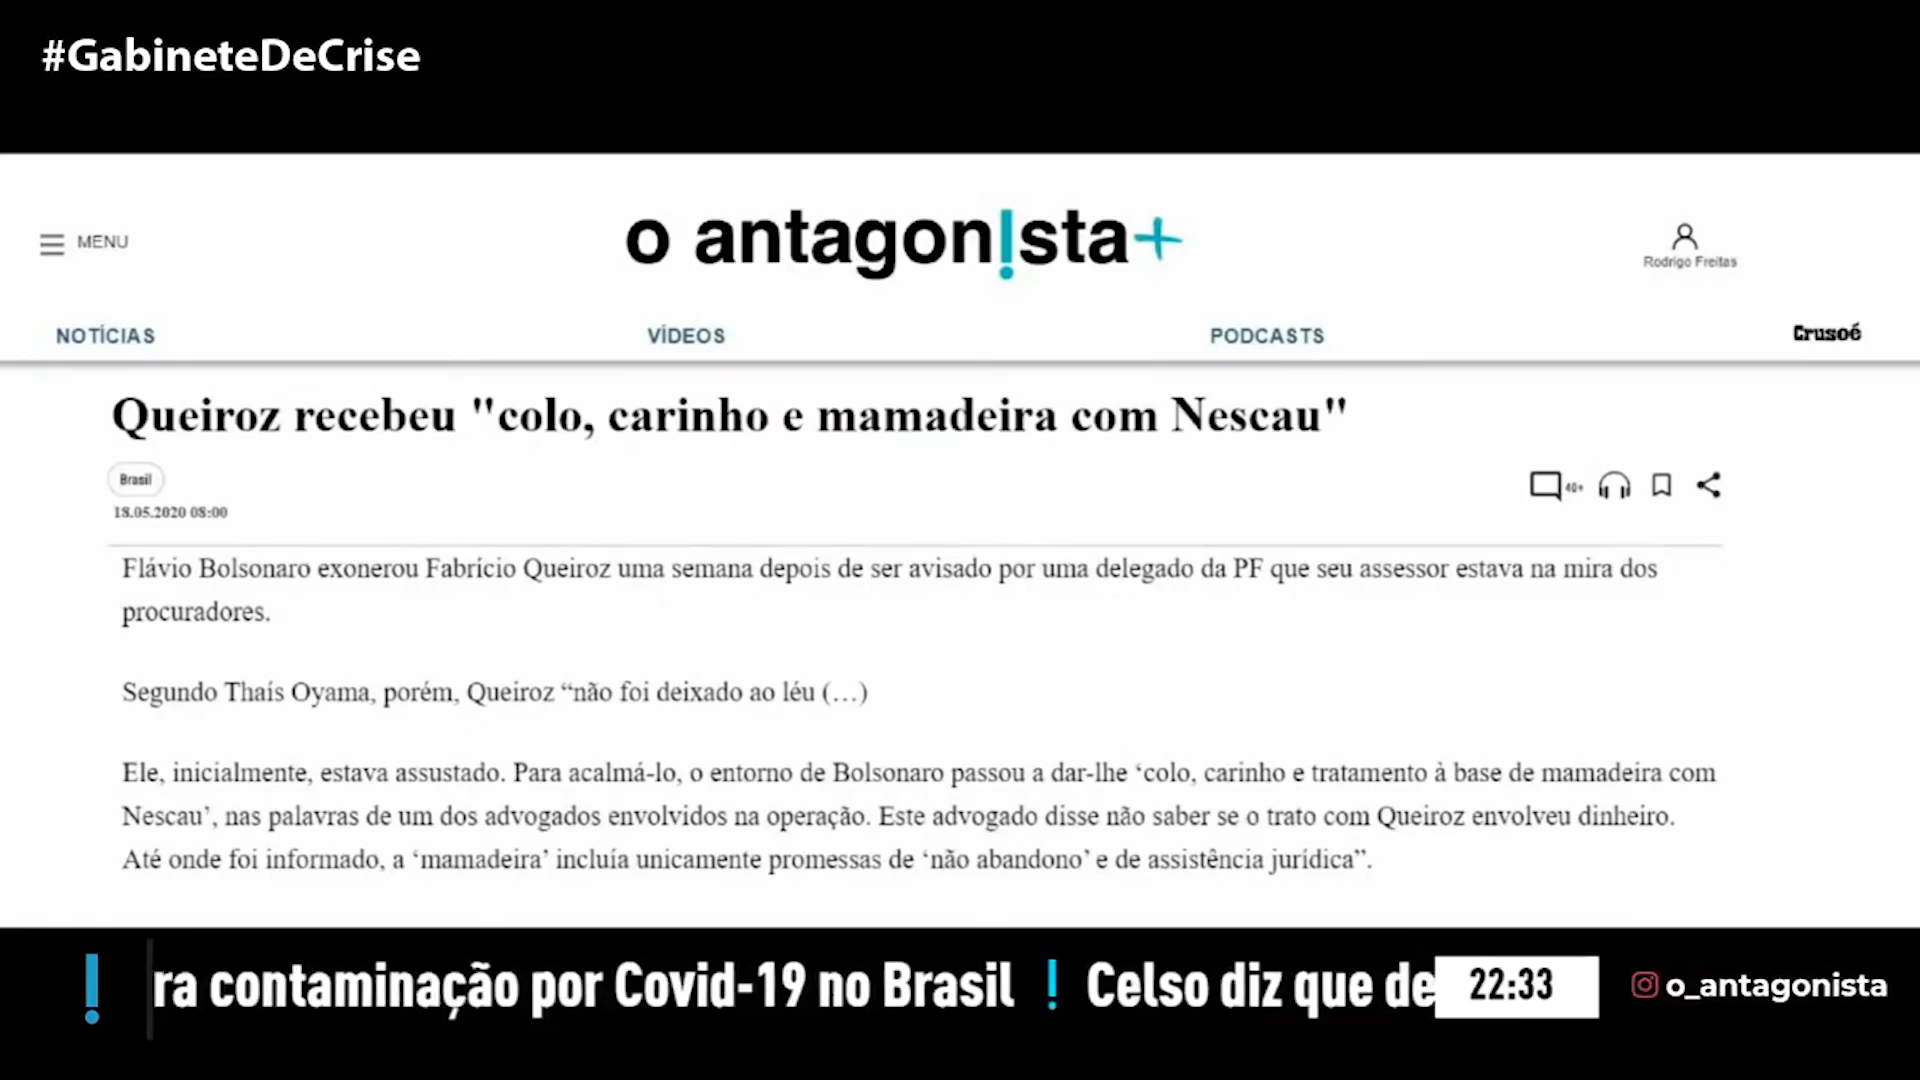 #GabineteDeCrise
MENU
o antagon!sta+
Rodrigo Freitas
NOTÍCIAS
VÍDEOS
PODCASTS
Crusoé
Queiroz recebeu "colo, carinho e mamadeira com Nescau"
Brasil
40+
18.05.2020 08:00
Flávio Bolsonaro exonerou Fabrício Queiroz uma semana depois de ser avisado por uma delegado da PF que seu assessor estava na mira dos
procuradores.
Segundo Thaís Oyama, porém, Queiroz “não foi deixado ao léu (…)
Ele, inicialmente, estava assustado. Para acalmá-lo, o entorno de Bolsonaro passou a dar-lhe ‘colo, carinho e tratamento à base de mamadeira com
Nescau’, nas palavras de um dos advogados envolvidos na operação. Este advogado disse não saber se o trato com Queiroz envolveu dinheiro.
Até onde foi informado, a ‘mamadeira’ incluía unicamente promessas de ‘não abandono’ e de assistência jurídica”.
! ra contaminação por Covid-19 no Brasil ! Celso diz que de 22:33 o_antagonista